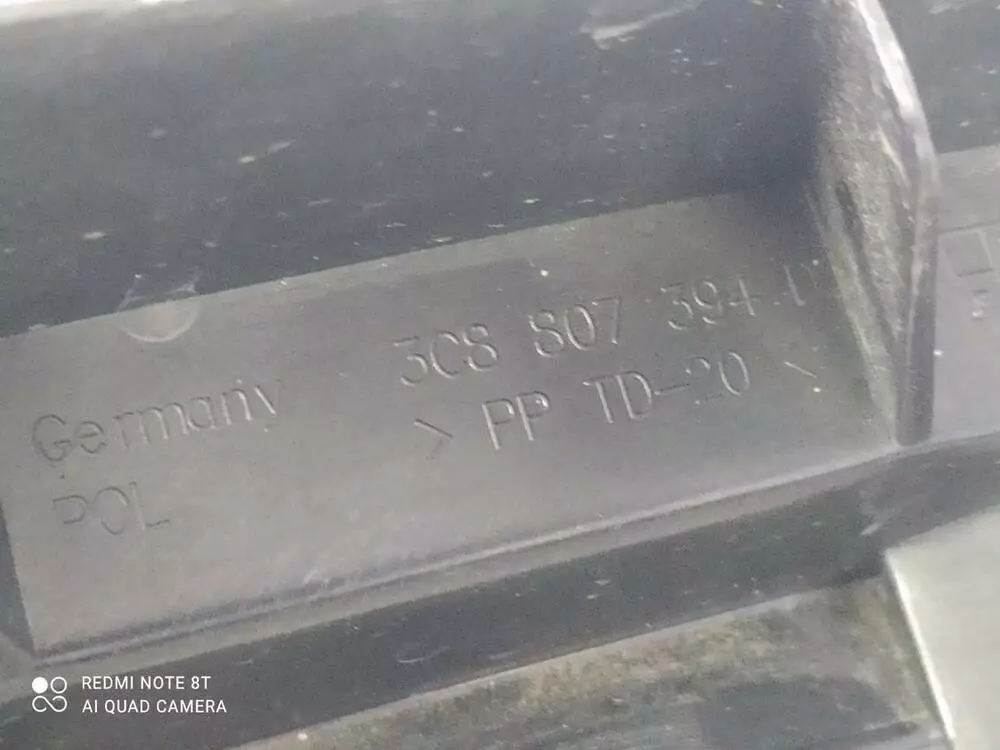 Germany 3C8 807 394
POL > PP TD-20 >
REDMI NOTE 8T
AI QUAD CAMERA